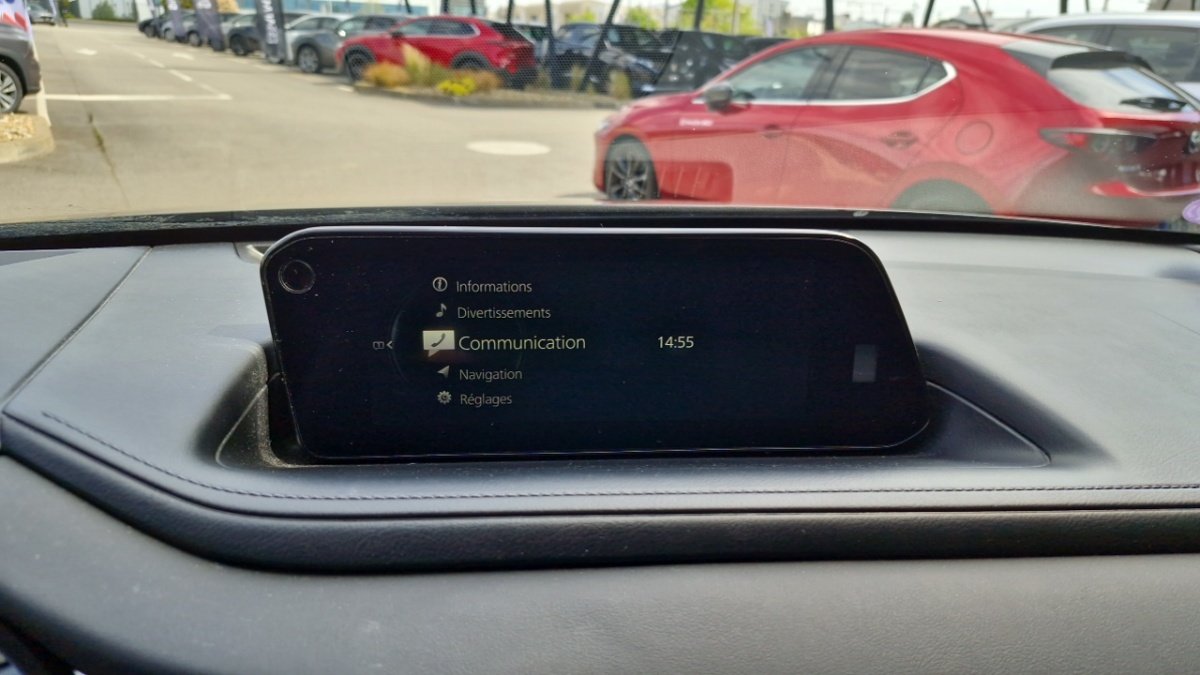 Informations
Divertissements
Communication 14:55
Navigation
Réglages